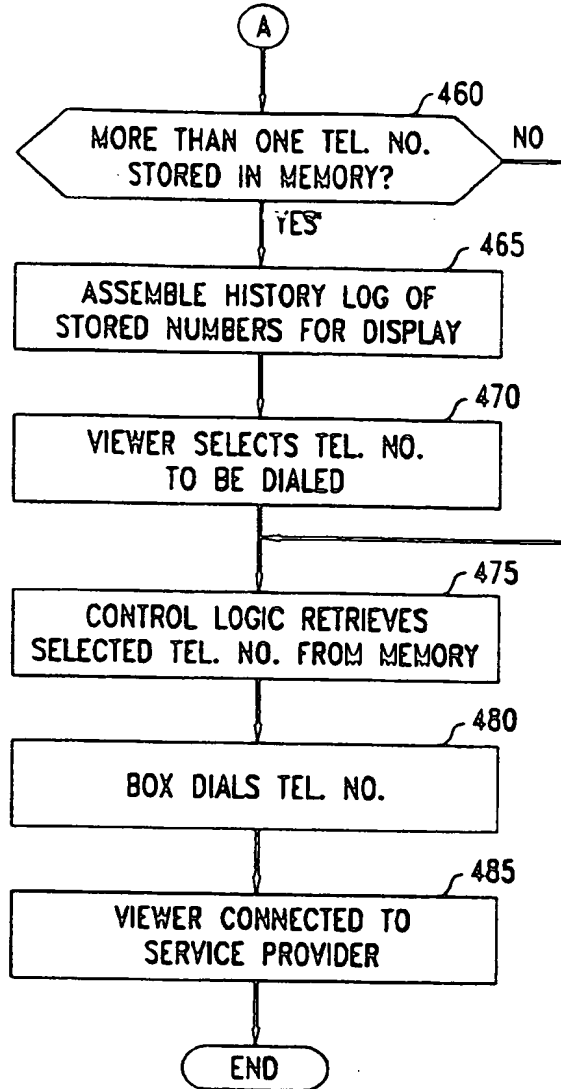 A
460
MORE THAN ONE TEL. NO.
STORED IN MEMORY?
NO
YES
465
ASSEMBLE HISTORY LOG OF
STORED NUMBERS FOR DISPLAY
470
VIEWER SELECTS TEL. NO.
TO BE DIALED
475
CONTROL LOGIC RETRIEVES
SELECTED TEL. NO. FROM MEMORY
480
BOX DIALS TEL. NO.
485
VIEWER CONNECTED TO
SERVICE PROVIDER
END